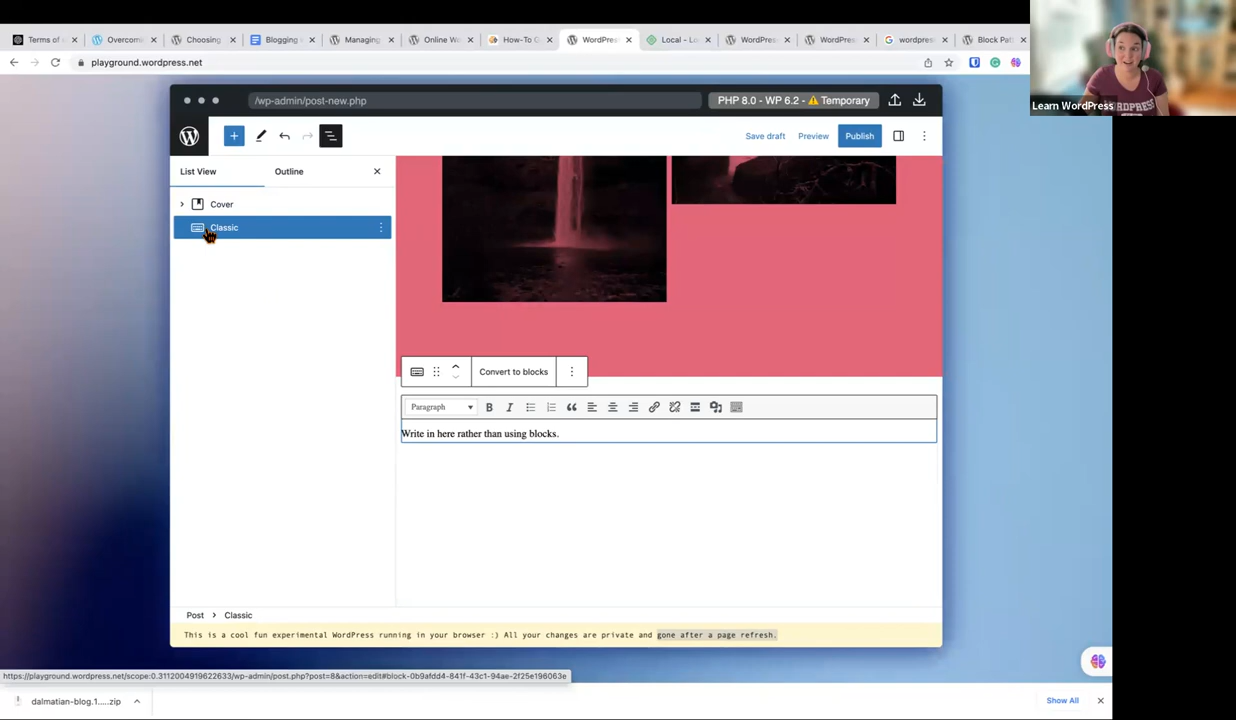 Terms of
Overcomi
Choosing
Blogging
Managing
Online Wo
How-To G
WordPres
Local - Lo
WordPres
WordPres
wordpres
Block Pat
playground.wordpress.net
Learn WordPress
/wp-admin/post-new.php
PHP 8.0 - WP 6.2 - ⚠ Temporary
Save draft
Preview
Publish
List View
Outline
Cover
Classic
Convert to blocks
Paragraph
B
I
Write in here rather than using blocks.
Post > Classic
This is a cool fun experimental WordPress running in your browser :) All your changes are private and gone after a page refresh.
https://playground.wordpress.net/scope:0.3112004919622633/wp-admin/post.php?post=8&action=edit#block-0b9afdd4-841f-43c1-94ae-2f25e196063e
dalmatian-blog.1.....zip
Show All